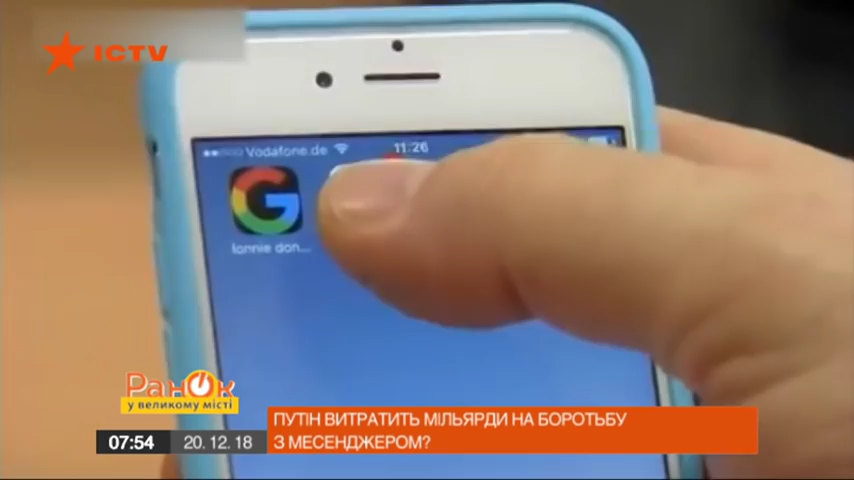 ICTV
Vodafone.de
11:26
lonnie don...
РанОк
у великому місті
ПУТІН ВИТРАТИТЬ МІЛЬЯРДИ НА БОРОТЬБУ
З МЕСЕНДЖЕРОМ?
07:54
20. 12. 18